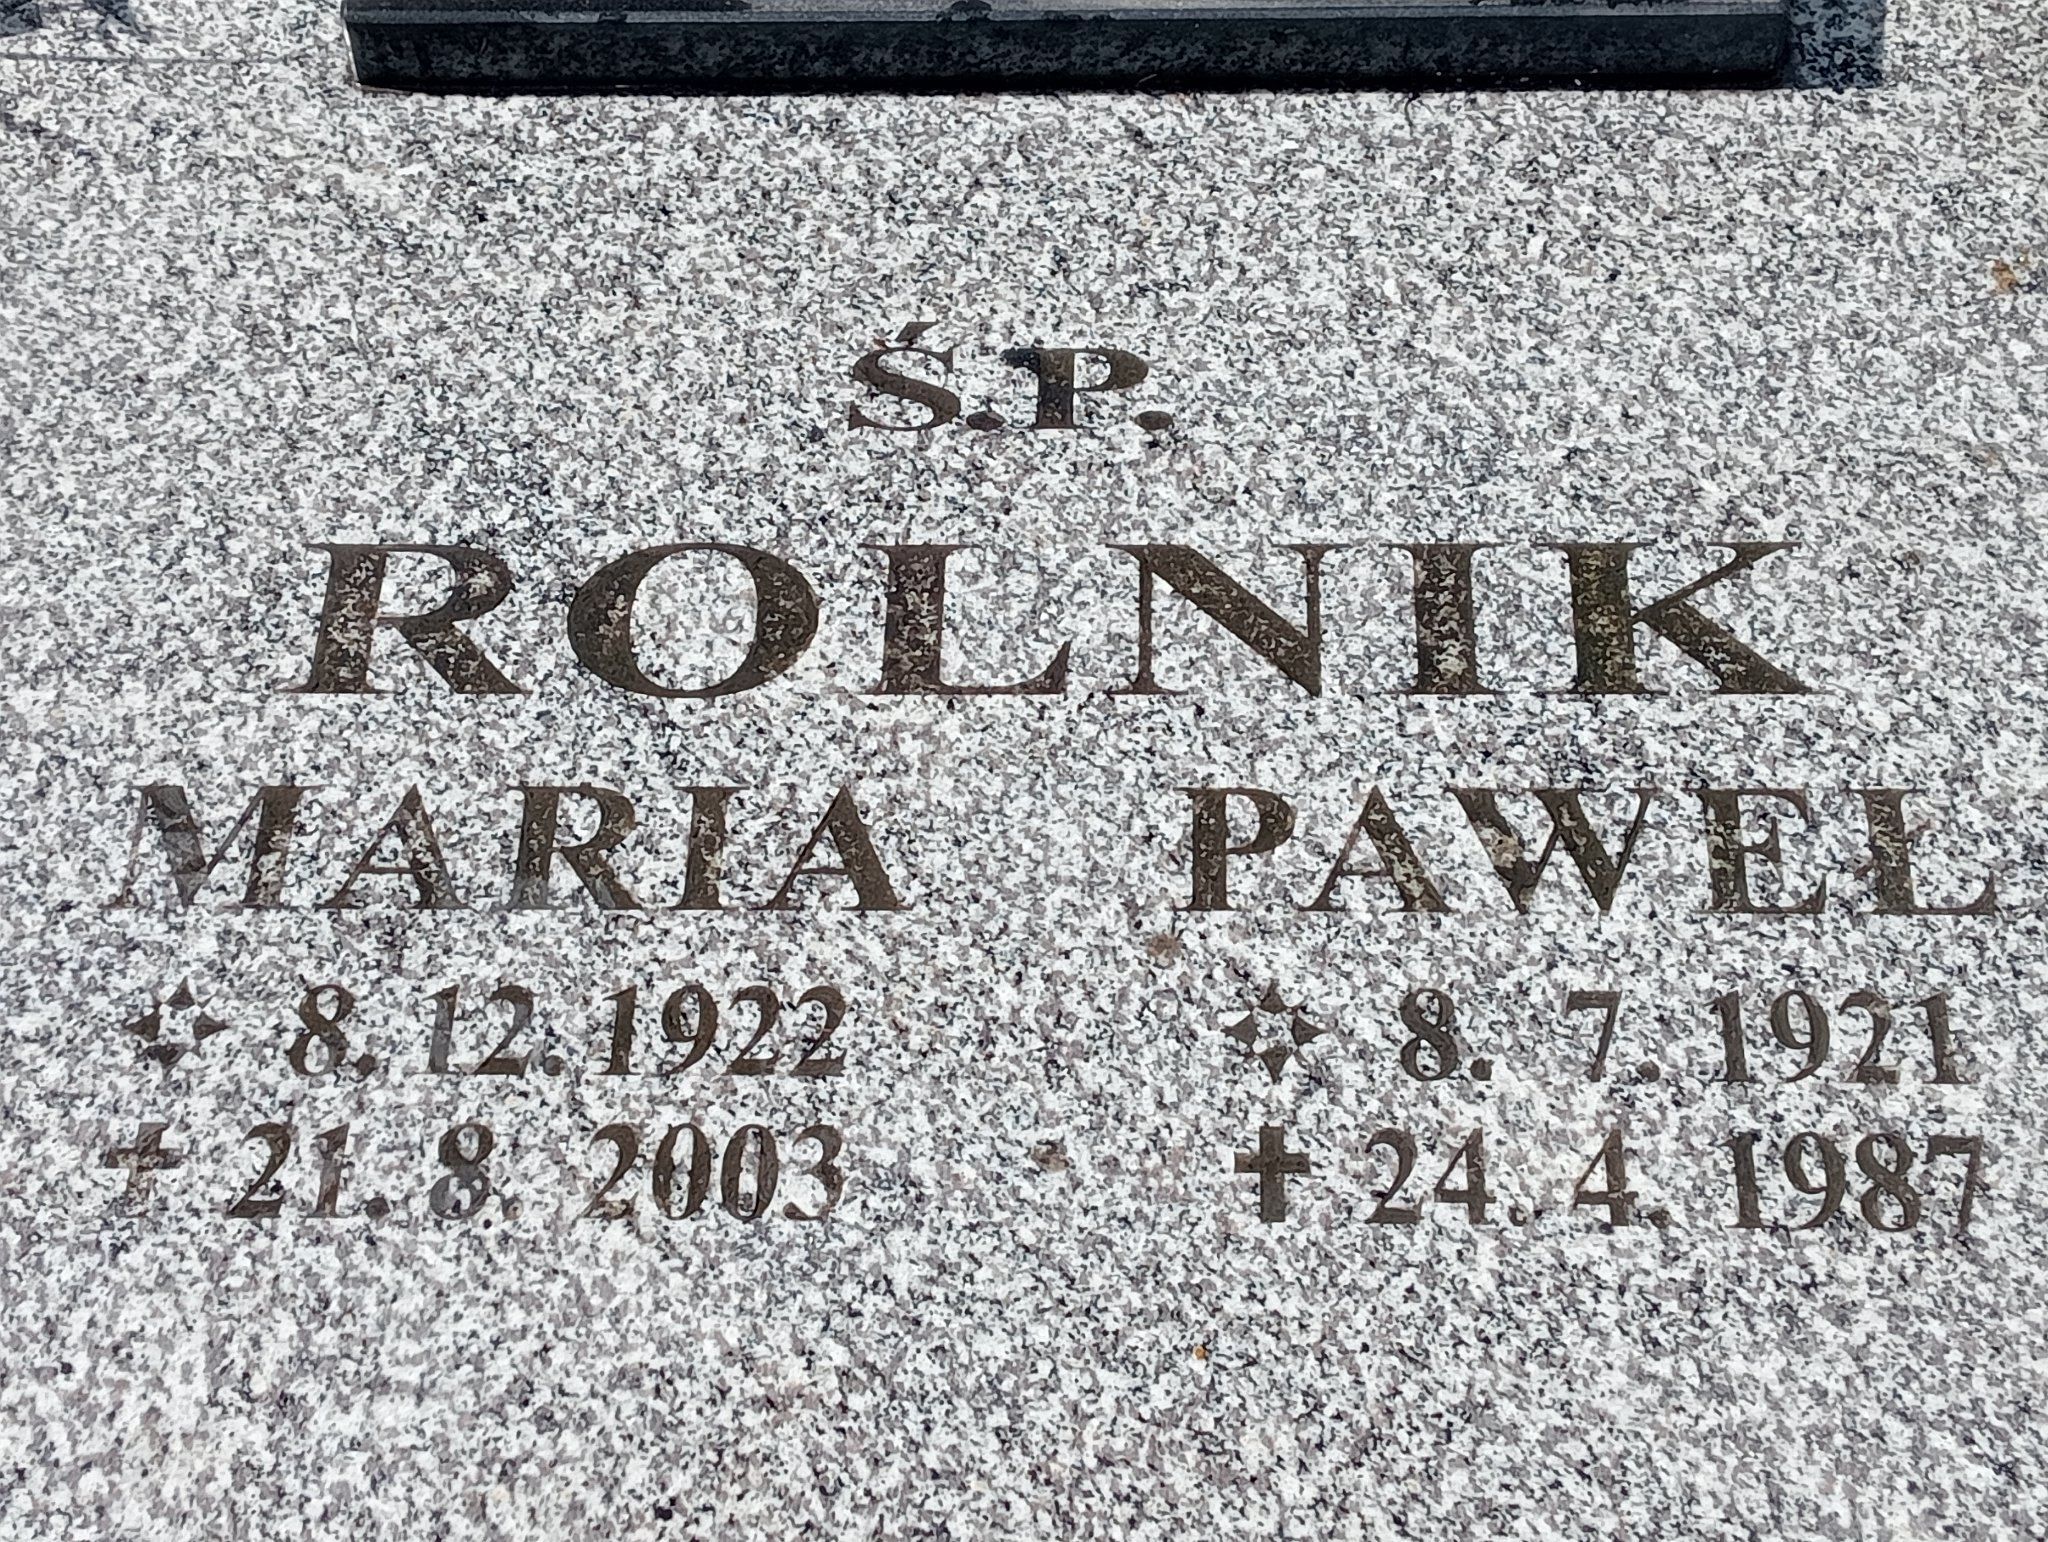 Ś.P.
ROLNIK
MARIA PAWEŁ
8. 12. 1922 8. 7. 1921
✝ 21. 8. 2003 ✝ 24. 4. 1987